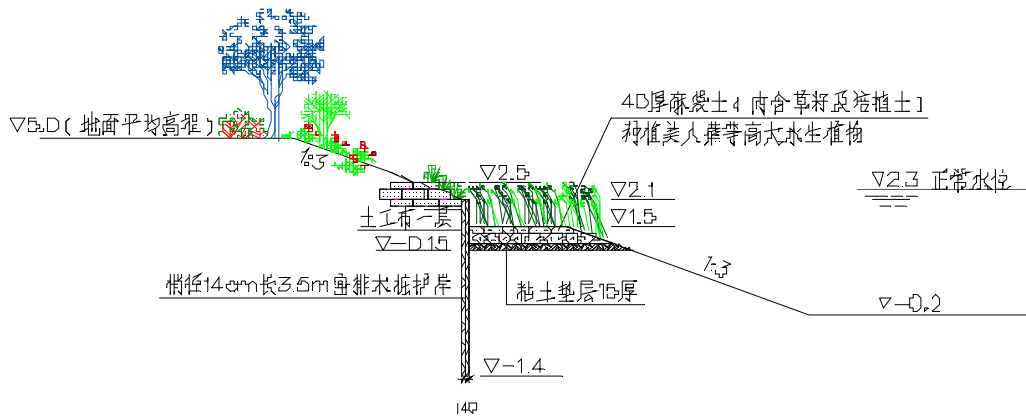 ▽5.0(地面平均高程)
1:3
40厚麻袋土(内含草籽及殖土)
种植美人蕉等高大水生植物
▽2.5
▽2.1
▽1.5
▽2.3 正常水位
土工布一层
▽-0.15
1:3
梢径14cm长3.5m密排木桩护岸
粘土垫层15厚
▽-0.2
▽-1.4